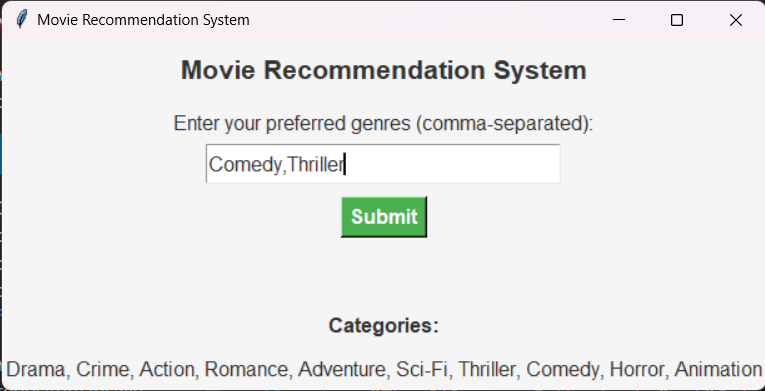 Movie Recommendation System
Movie Recommendation System
Enter your preferred genres (comma-separated):
Comedy,Thriller
Submit
Categories:
Drama, Crime, Action, Romance, Adventure, Sci-Fi, Thriller, Comedy, Horror, Animation